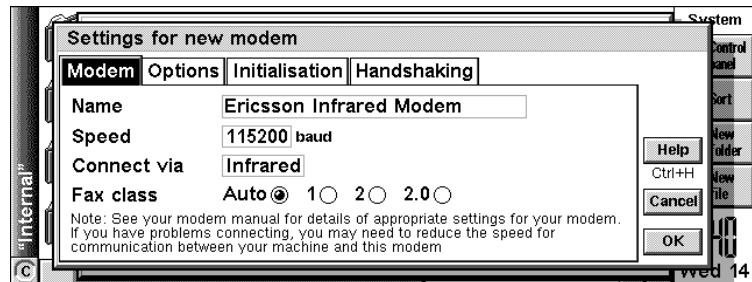 System
Settings for new modem
Control
panel
Modem Options Initialisation Handshaking
Name Ericsson Infrared Modem
Sort
Speed 115200 baud
New
folder
Help
Connect via Infrared
Ctrl+H
New
file
Fax class Auto 1 2 2.0
Cancel
Note: See your modem manual for details of appropriate settings for your modem.
If you have problems connecting, you may need to reduce the speed for
communication between your machine and this modem
OK
"Internal"
C
Wed 14